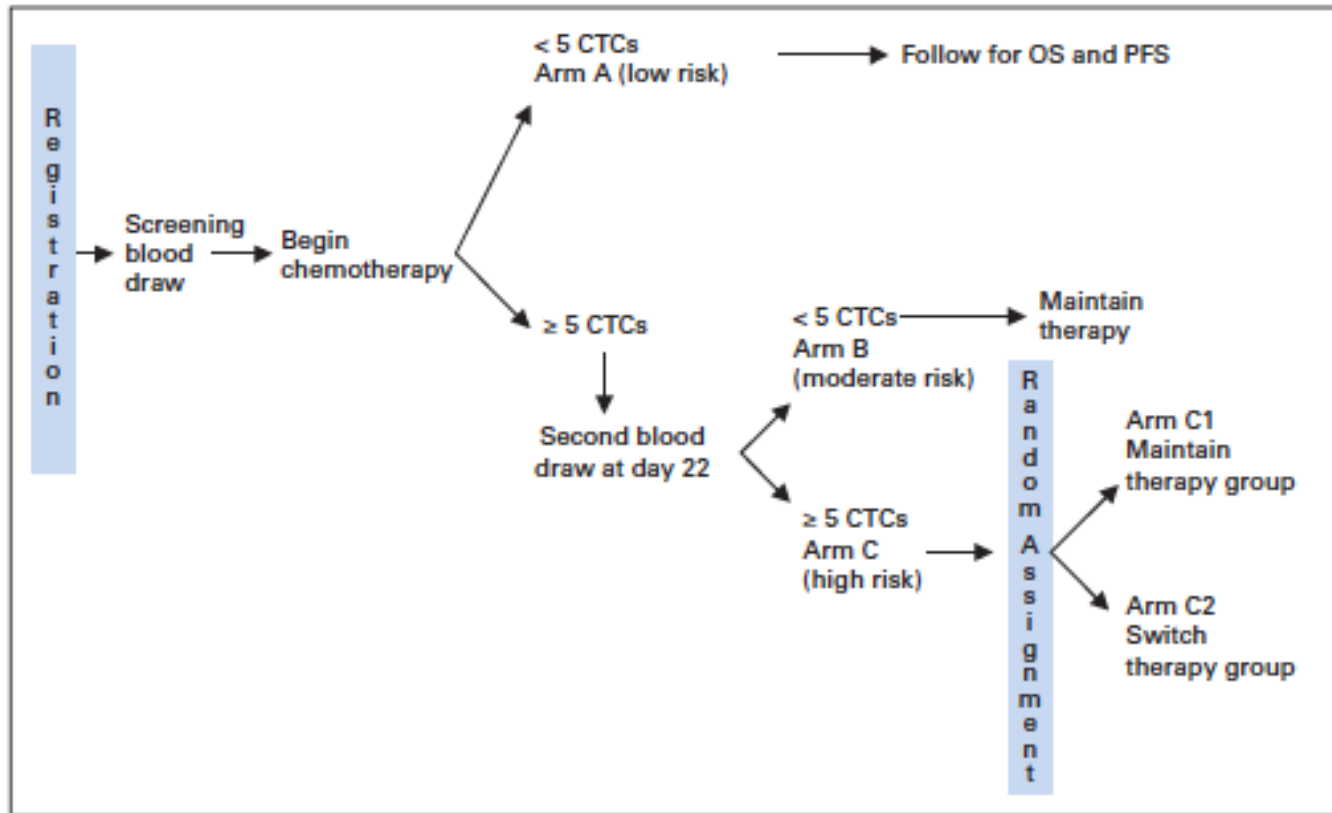 Registration
Screening
blood
draw
Begin
chemotherapy
< 5 CTCs
Arm A (low risk)
Follow for OS and PFS
≥ 5 CTCs
Second blood
draw at day 22
< 5 CTCs
Arm B
(moderate risk)
Maintain
therapy
≥ 5 CTCs
Arm C
(high risk)
Random Assignment
Arm C1
Maintain
therapy group
Arm C2
Switch
therapy group